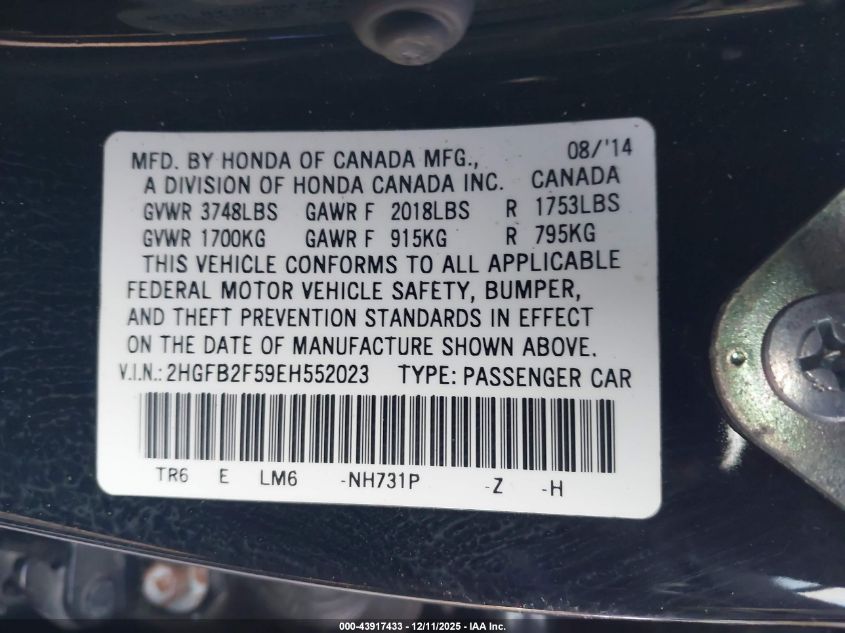 MFD. BY HONDA OF CANADA MFG., 08/'14
A DIVISION OF HONDA CANADA INC. CANADA
GVWR 3748LBS GAWR F 2018LBS R 1753LBS
GVWR 1700KG GAWR F 915KG R 795KG
THIS VEHICLE CONFORMS TO ALL APPLICABLE
FEDERAL MOTOR VEHICLE SAFETY, BUMPER,
AND THEFT PREVENTION STANDARDS IN EFFECT
ON THE DATE OF MANUFACTURE SHOWN ABOVE.
V.I.N.: 2HGFB2F59EH552023 TYPE: PASSENGER CAR
TR6 E LM6 -NH731P -Z -H
000-43917433 - 12/11/2025 - IAA Inc.